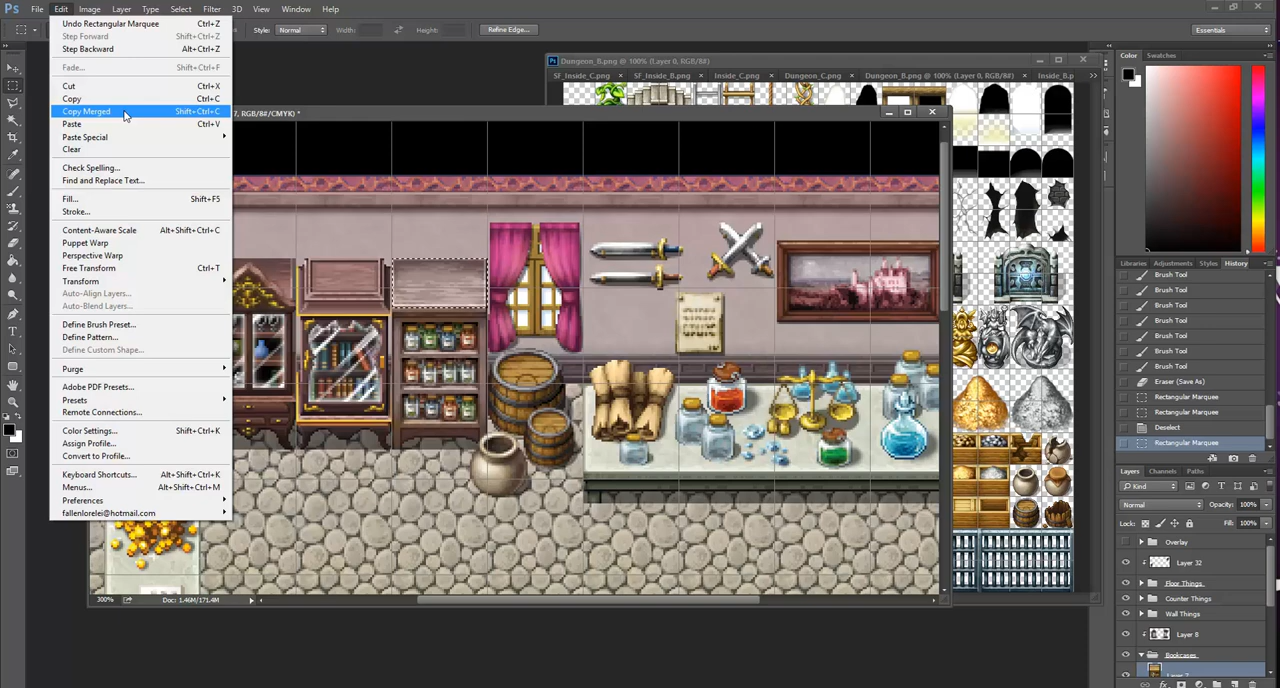 Ps File Edit Image Layer Type Select Filter 3D View Window Help
Style: Normal Width: Height: Refine Edge... Essentials
Undo Rectangular Marquee Ctrl+Z
Step Forward Shift+Ctrl+Z
Step Backward Alt+Ctrl+Z
Fade... Shift+Ctrl+F
Cut Ctrl+X
Copy Ctrl+C
Copy Merged Shift+Ctrl+C
Paste Ctrl+V
Paste Special
Clear
Check Spelling...
Find and Replace Text...
Fill... Shift+F5
Stroke...
Content-Aware Scale Alt+Shift+Ctrl+C
Puppet Warp
Perspective Warp
Free Transform Ctrl+T
Transform
Auto-Align Layers...
Auto-Blend Layers...
Define Brush Preset...
Define Pattern...
Define Custom Shape...
Purge
Adobe PDF Presets...
Presets
Remote Connections...
Color Settings... Shift+Ctrl+K
Assign Profile...
Convert to Profile...
Keyboard Shortcuts... Alt+Shift+Ctrl+K
Menus... Alt+Shift+Ctrl+M
Preferences
fallenlorelei@hotmail.com
Ps Dungeon_B.png @ 100% (Layer 0, RGB/8#)
SF_Inside_C.png SF_Inside_B.png Inside_C.png Dungeon_C.png Dungeon_B.png @ 100% (Layer 0, RGB/8#) Inside_B.p
7, RGB/8#/CMYK) *
300% Doc: 1.46M/171.4M
Color Swatches
Libraries Adjustments Styles History
Brush Tool
Brush Tool
Brush Tool
Brush Tool
Brush Tool
Brush Tool
Brush Tool
Eraser (Save As)
Rectangular Marquee
Rectangular Marquee
Deselect
Rectangular Marquee
Layers Channels Paths
Kind
Normal Opacity: 100%
Lock: Fill: 100%
Overlay
Layer 32
Floor Things
Counter Things
Wall Things
Layer 8
Bookcases
Layer 7